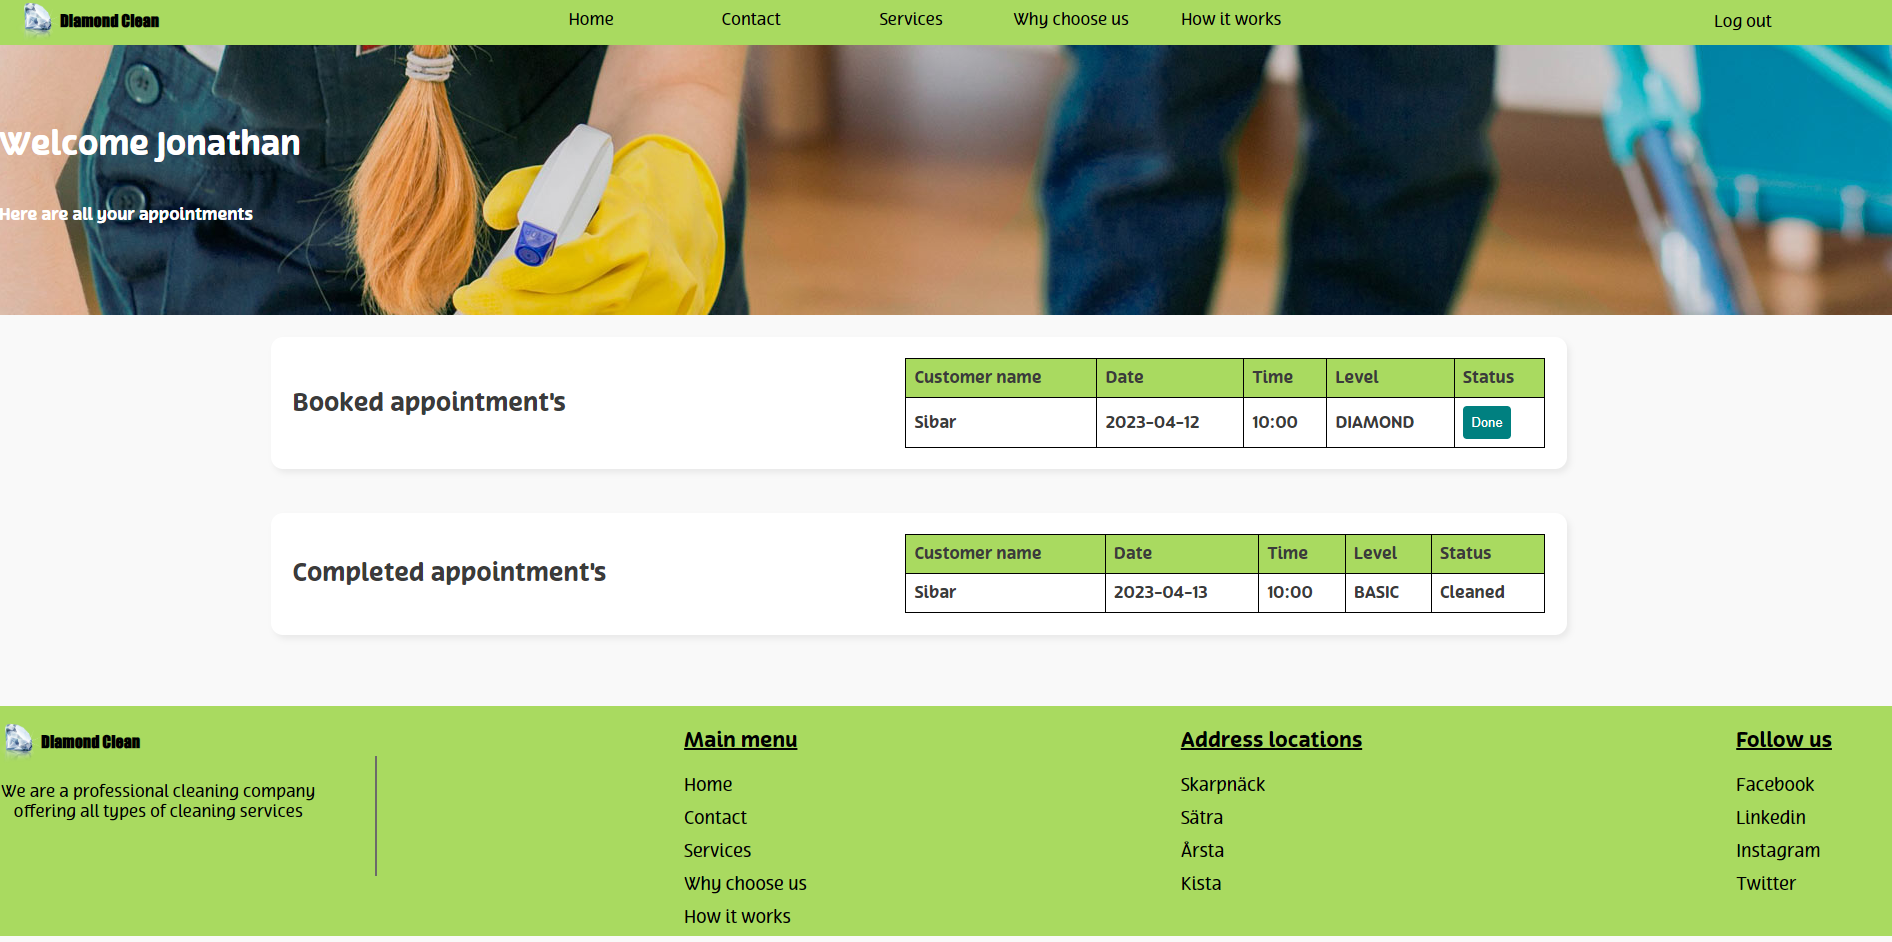 Diamond Clean
Home Contact Services Why choose us How it works Log out
Welcome Jonathan
Here are all your appointments
Booked appointment's
Customer name Date Time Level Status
Sibar 2023-04-12 10:00 DIAMOND Done
Completed appointment's
Customer name Date Time Level Status
Sibar 2023-04-13 10:00 BASIC Cleaned
Diamond Clean
We are a professional cleaning company
offering all types of cleaning services
Main menu
Home
Contact
Services
Why choose us
How it works
Address locations
Skarpnäck
Sätra
Årsta
Kista
Follow us
Facebook
Linkedin
Instagram
Twitter